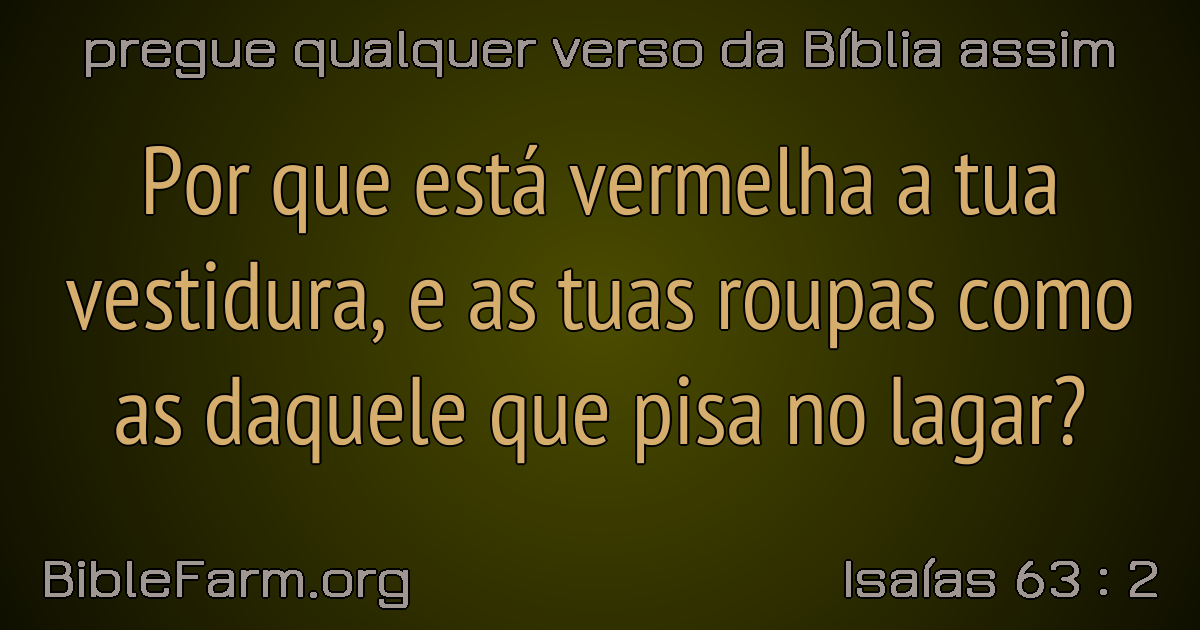 pregue qualquer verso da Bíblia assim
Por que está vermelha a tua
vestidura, e as tuas roupas como
as daquele que pisa no lagar?
BibleFarm.org
Isaías 63 : 2